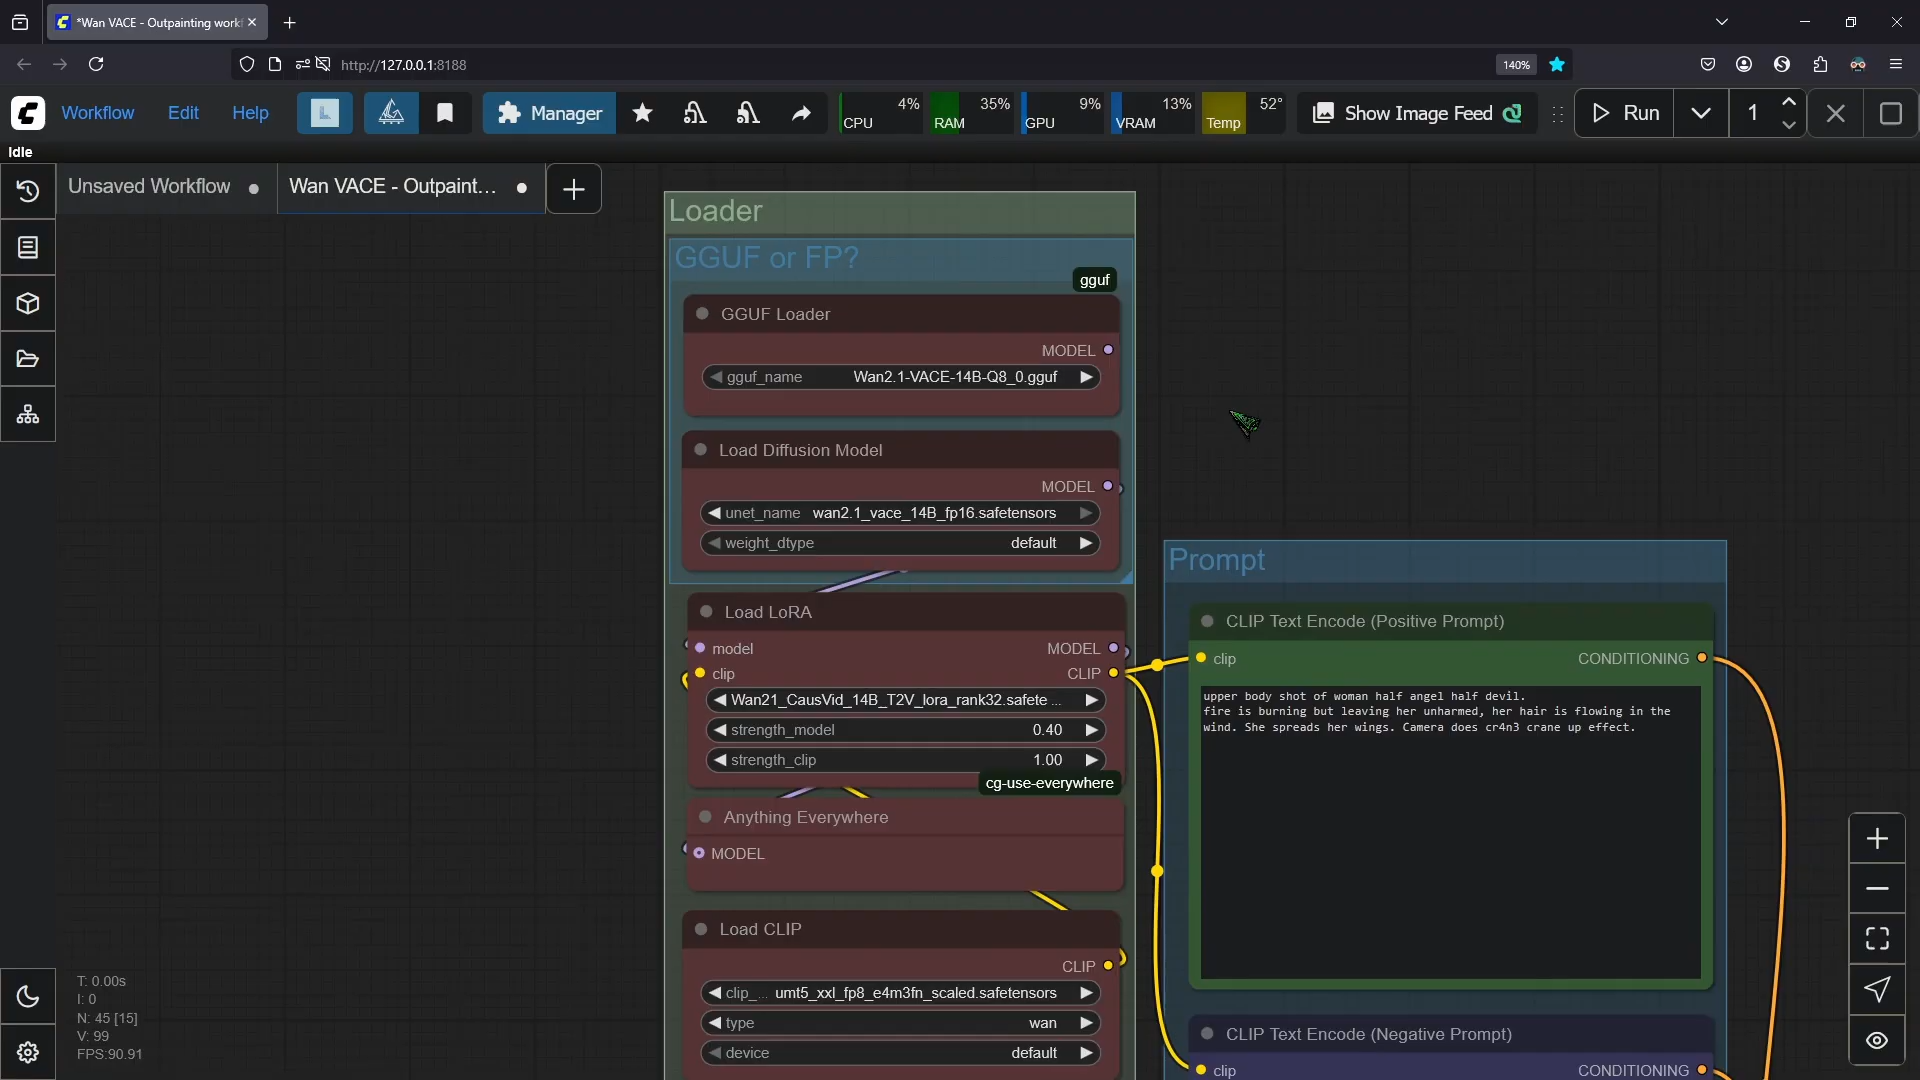 *Wan VACE - Outpainting workf
http://127.0.0.1:8188
140%
Workflow
Edit
Help
Manager
CPU 4%
RAM 35%
GPU 9%
VRAM 13%
Temp 52°
Show Image Feed
Run
1
Idle
Unsaved Workflow
Wan VACE - Outpaint...
Loader
GGUF or FP?
gguf
GGUF Loader
MODEL
gguf_name Wan2.1-VACE-14B-Q8_0.gguf
Load Diffusion Model
MODEL
unet_name wan2.1_vace_14B_fp16.safetensors
weight_dtype default
Load LoRA
model MODEL
clip CLIP
Wan21_CausVid_14B_T2V_lora_rank32.safete ...
strength_model 0.40
strength_clip 1.00
cg-use-everywhere
Anything Everywhere
MODEL
Load CLIP
CLIP
clip_... umt5_xxl_fp8_e4m3fn_scaled.safetensors
type wan
device default
Prompt
CLIP Text Encode (Positive Prompt)
clip CONDITIONING
upper body shot of woman half angel half devil.
fire is burning but leaving her unharmed, her hair is flowing in the
wind. She spreads her wings. Camera does cr4n3 crane up effect.
CLIP Text Encode (Negative Prompt)
clip CONDITIONING
T: 0.00s
I: 0
N: 45 [15]
V: 99
FPS:90.91